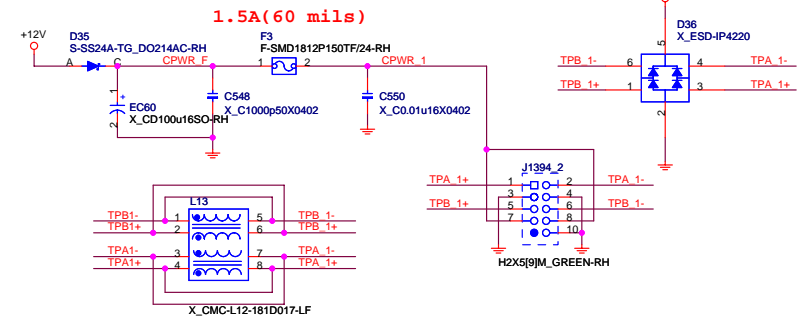 1.5A(60 mils)
+12V
D35
S-SS24A-TG_DO214AC-RH
A
C
CPWR_F
F3
F-SMD1812P150TF/24-RH
1
2
CPWR_1
1
+
2
EC60
X_CD100u16SO-RH
C548
X_C1000p50X0402
C550
X_C0.01u16X0402
D36
X_ESD-IP4220
5
TPB_1-
6
4
TPA_1-
TPB_1+
1
3
TPA_1+
2
J1394_2
TPA_1+
1
2
TPA_1-
3
4
TPB_1+
5
6
TPB_1-
7
8
10
H2X5[9]M_GREEN-RH
L13
TPB1-
1
5
TPB_1-
TPB1+
2
6
TPB_1+
TPA1-
3
7
TPA_1-
TPA1+
4
8
TPA_1+
X_CMC-L12-181D017-LF